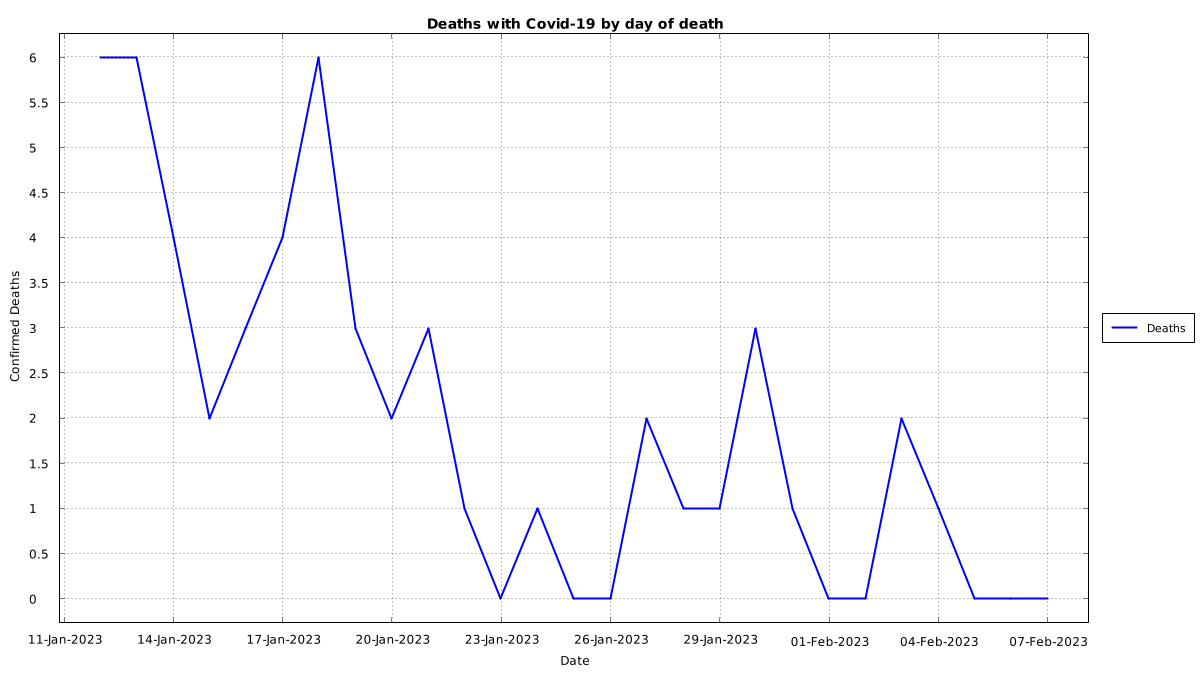 Deaths with Covid-19 by day of death
6
5.5
5
4.5
4
3.5
3
2.5
2
1.5
1
0.5
0
Confirmed Deaths
11-Jan-2023 14-Jan-2023 17-Jan-2023 20-Jan-2023 23-Jan-2023 26-Jan-2023 29-Jan-2023 01-Feb-2023 04-Feb-2023 07-Feb-2023
Date
Deaths